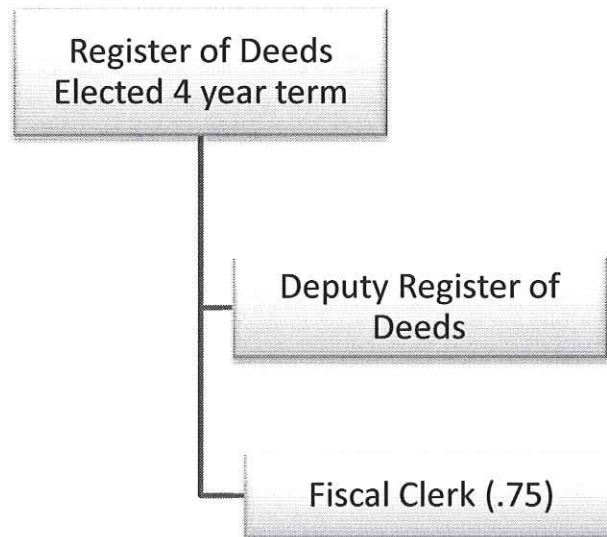 Register of Deeds
Elected 4 year term
Deputy Register of
Deeds
Fiscal Clerk (.75)